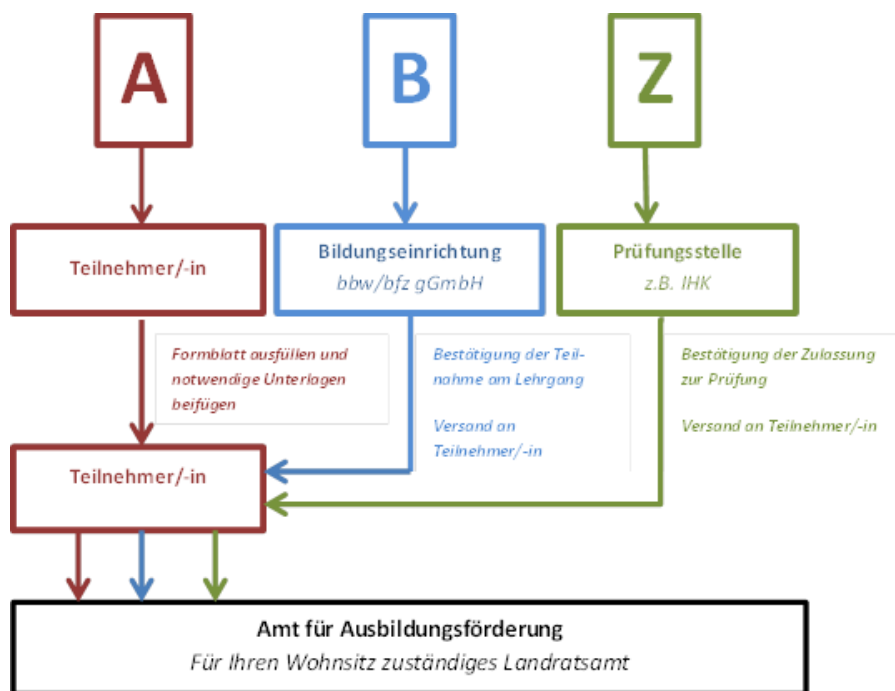 A
B
Z
Teilnehmer/-in
Bildungseinrichtung
bbw/bfz gGmbH
Prüfungsstelle
z.B. IHK
Formblatt ausfüllen und
notwendige Unterlagen
beifügen
Bestätigung der Teil-
nahme am Lehrgang
Versand an
Teilnehmer/-in
Bestätigung der Zulassung
zur Prüfung
Versand an Teilnehmer/-in
Teilnehmer/-in
Amt für Ausbildungsförderung
Für Ihren Wohnsitz zuständiges Landratsamt